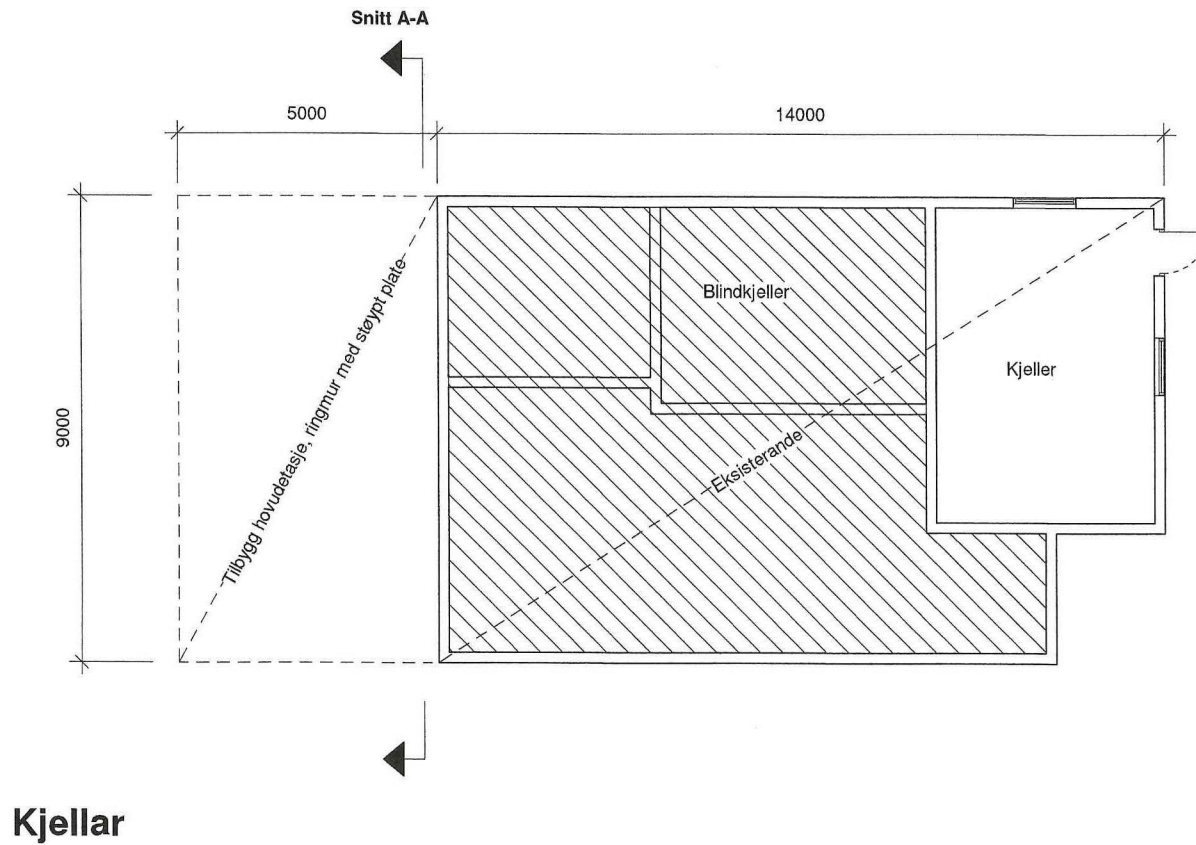 Snitt A-A
5000
14000
9000
Tilbygg hovudetasje, ringmur med støypt plate
Blindkjeller
Kjeller
Eksisterande
Kjellar